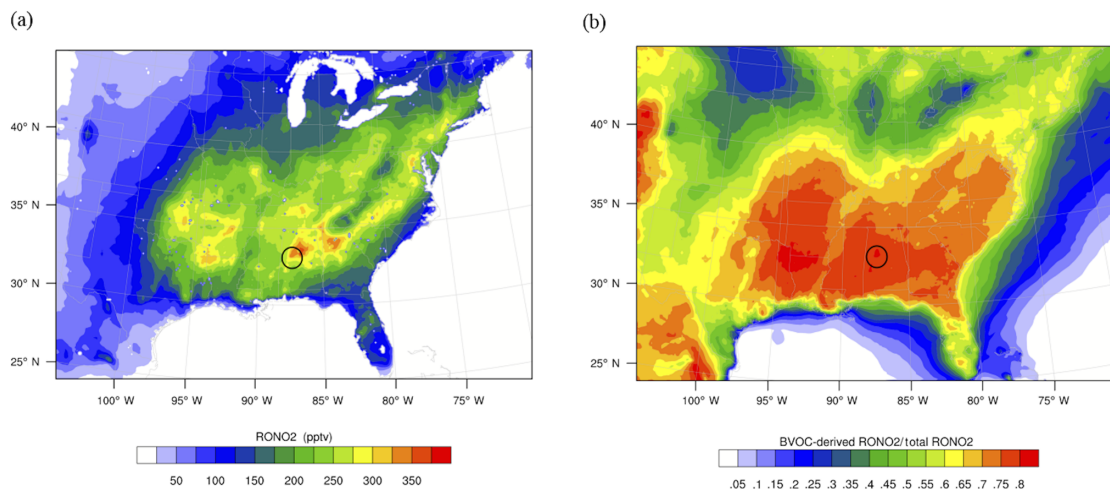 (a)
(b)
40° N
35° N
30° N
25° N
100° W 95° W 90° W 85° W 80° W 75° W
RONO2 (pptv)
50 100 150 200 250 300 350
40° N
35° N
30° N
25° N
100° W 95° W 90° W 85° W 80° W 75° W
BVOC-derived RONO2/total RONO2
.05 .1 .15 .2 .25 .3 .35 .4 .45 .5 .55 .6 .65 .7 .75 .8